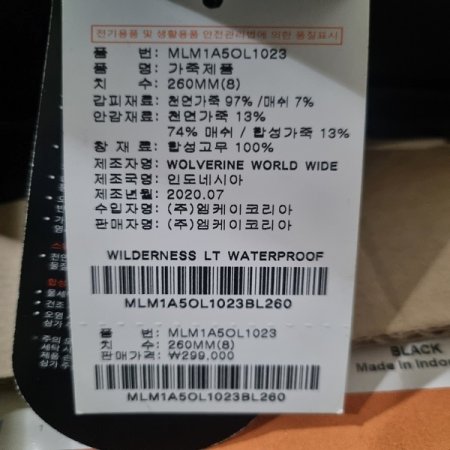 전기용품 및 생활용품 안전관리법에 의한 품질표시
품 번: MLM1A5OL1023
품 명: 가죽제품
치 수: 260MM(8)
갑피재료: 천연가죽 97% /매쉬 7%
안감재료: 천연가죽 13%
74% 매쉬 / 합성가죽 13%
창 재료: 합성고무 100%
제조자명: WOLVERINE WORLD WIDE
제조국명: 인도네시아
제조년월: 2020.07
수입자명: (주)엠케이코리아
판매자명: (주)엠케이코리아
WILDERNESS LT WATERPROOF
MLM1A5OL1023BL260
품 번: MLM1A5OL1023
치 수: 260MM(8)
판매가격: ₩299,000
MLM1A5OL1023BL260
BLACK
Made in Indon